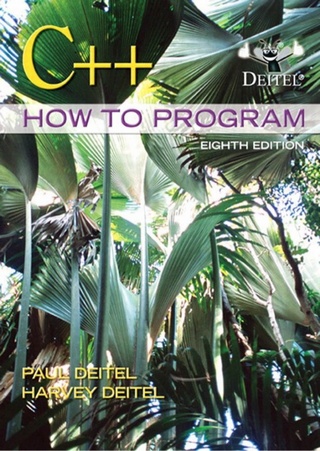 C++
DEITEL®
HOW TO PROGRAM
EIGHTH EDITION
PAUL DEITEL
HARVEY DEITEL